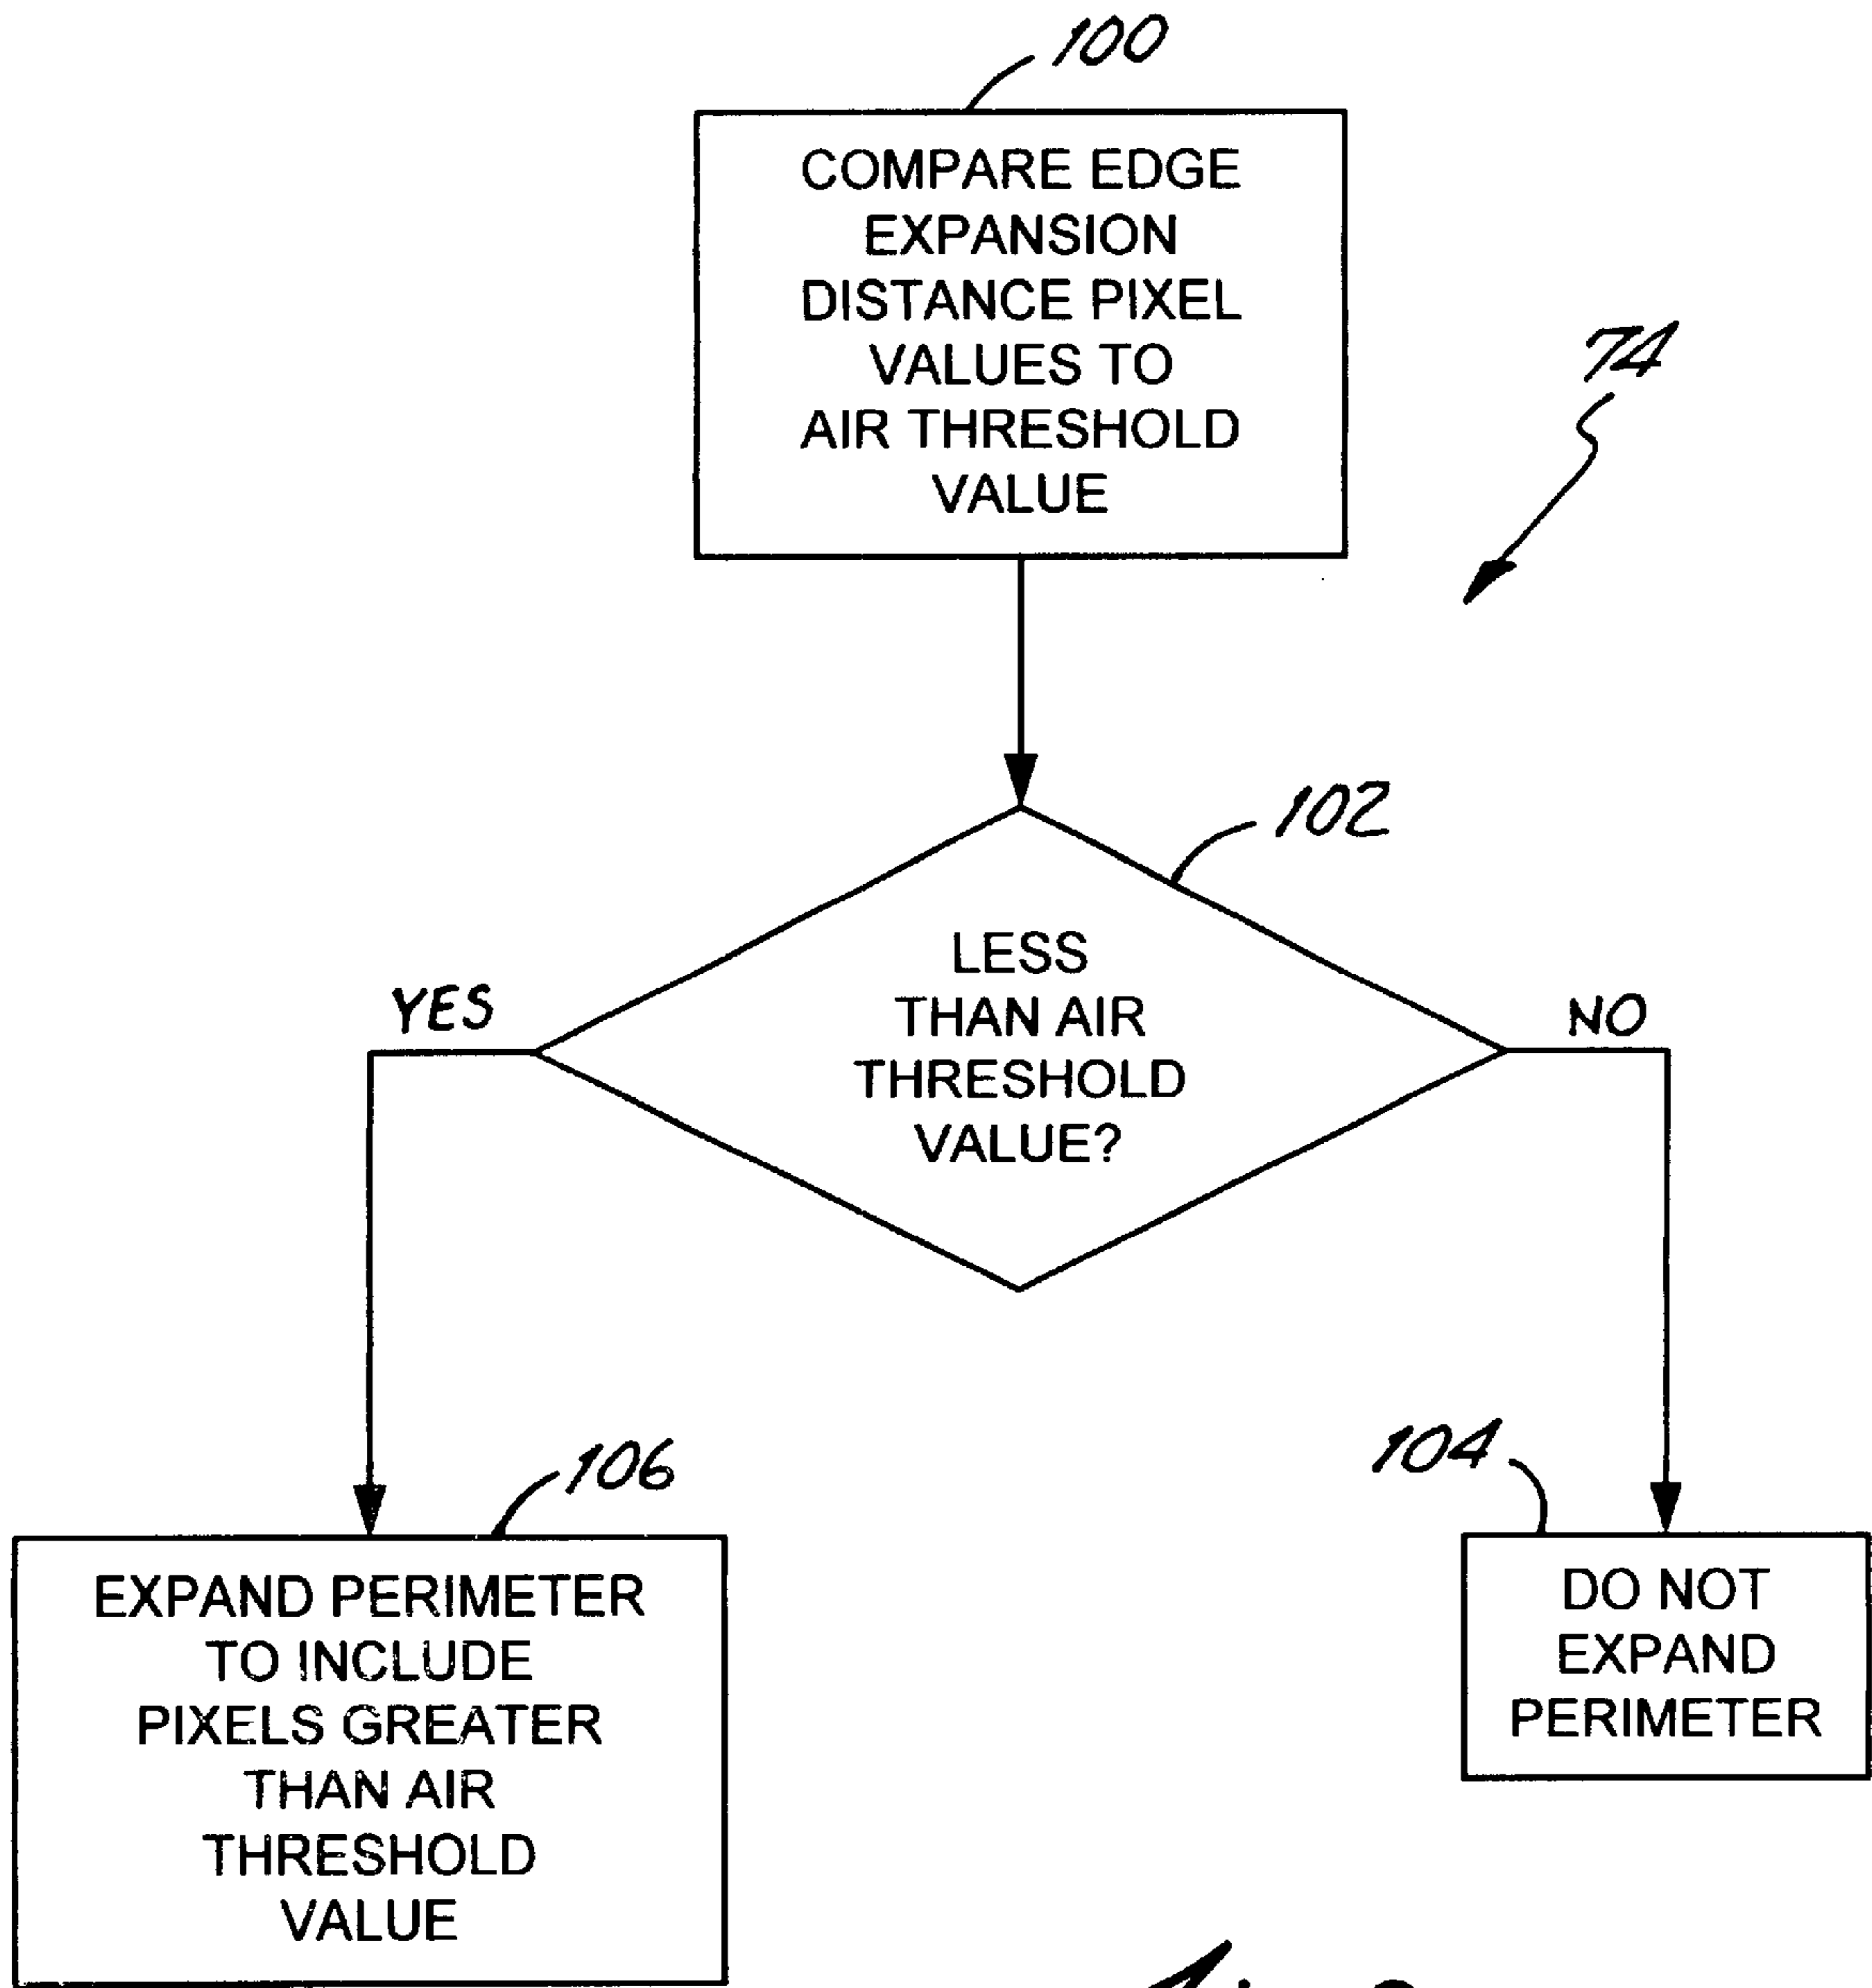 100
COMPARE EDGE
EXPANSION
DISTANCE PIXEL
VALUES TO
AIR THRESHOLD
VALUE
74
102
LESS
THAN AIR
THRESHOLD
VALUE?
YES
NO
106
104
EXPAND PERIMETER
TO INCLUDE
PIXELS GREATER
THAN AIR
THRESHOLD
VALUE
DO NOT
EXPAND
PERIMETER